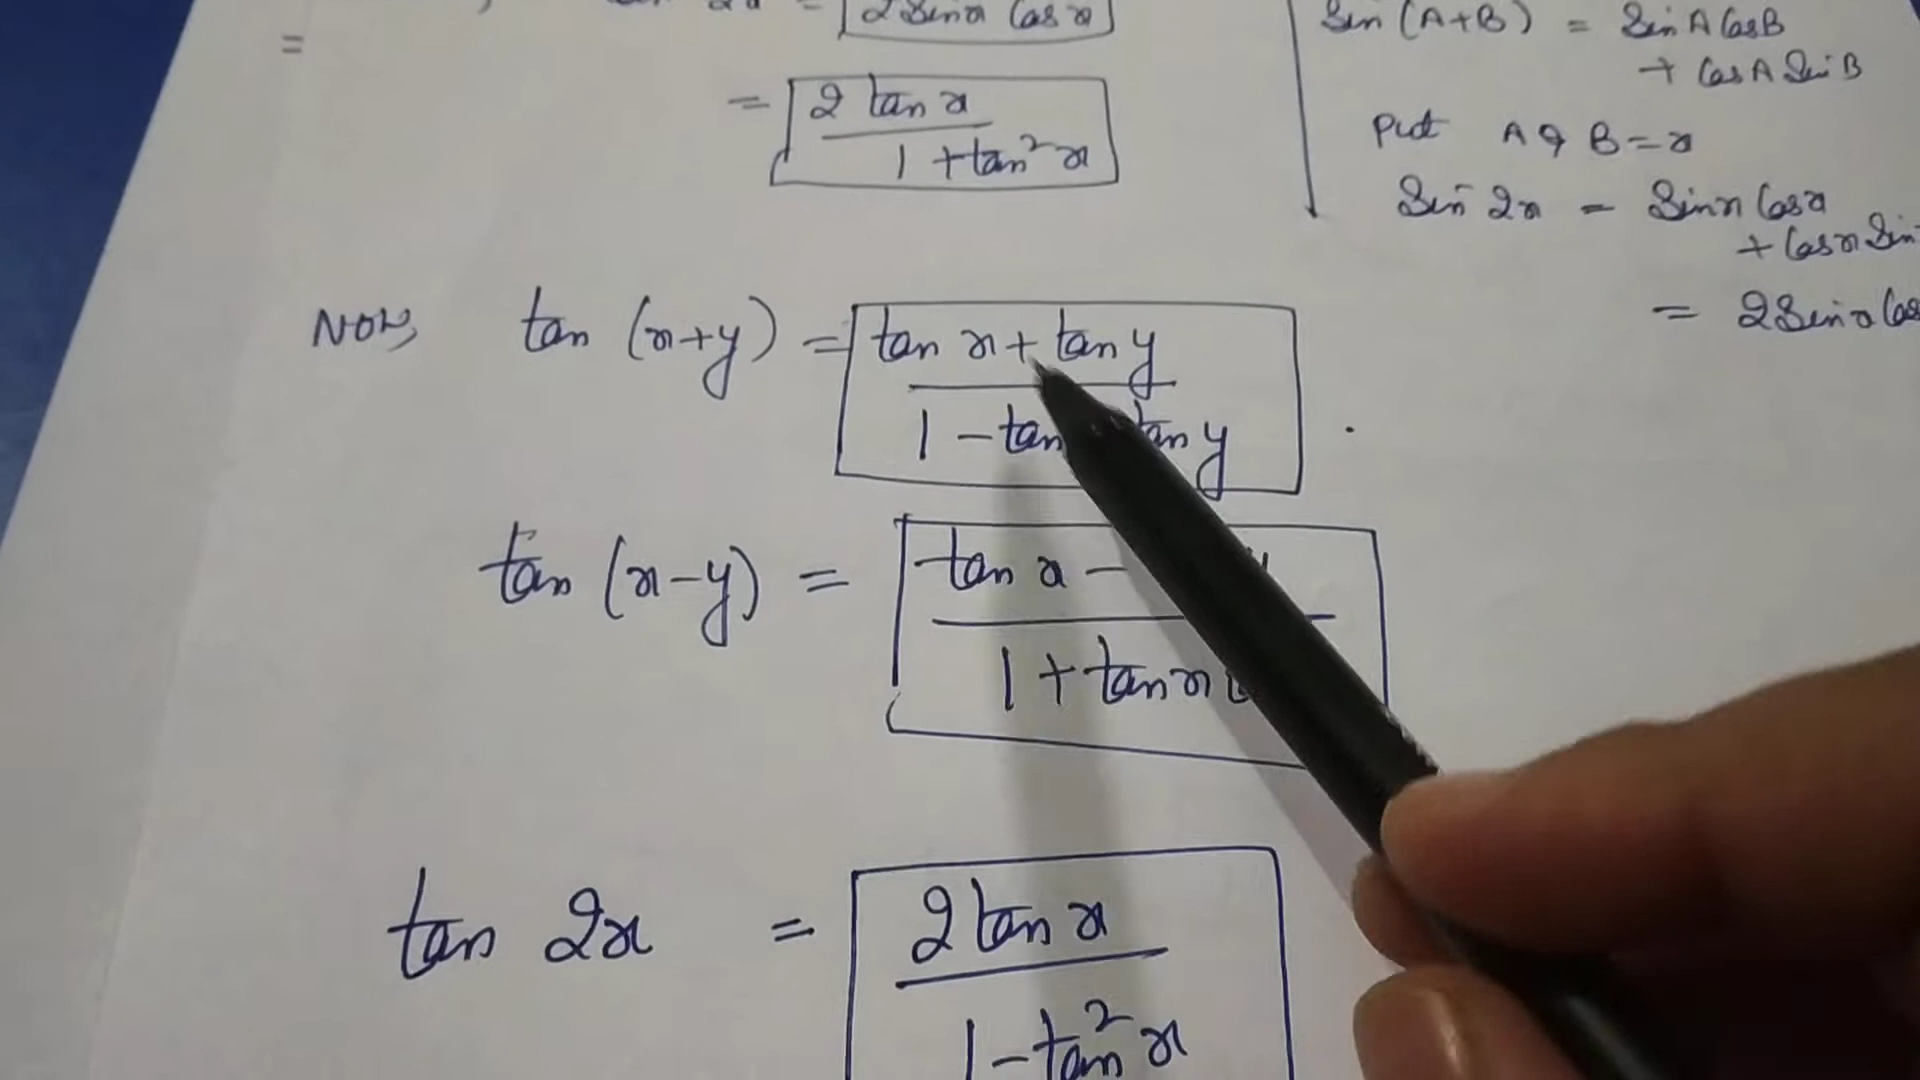 = 2 Sin x Cos x
=
= 2 tan x
1 + tan² x
Sin (A+B) = Sin A Cos B
+ Cos A Sin B
Put A & B = x
Sin 2x = Sin x Cos x
+ Cos x Sin
= 2 Sin x Cos
Now, tan (x+y) = tan x + tan y
1 - tan tan y
tan (x-y) = tan x -
1 + tan x
tan 2x = 2 tan x
1 - tan² x